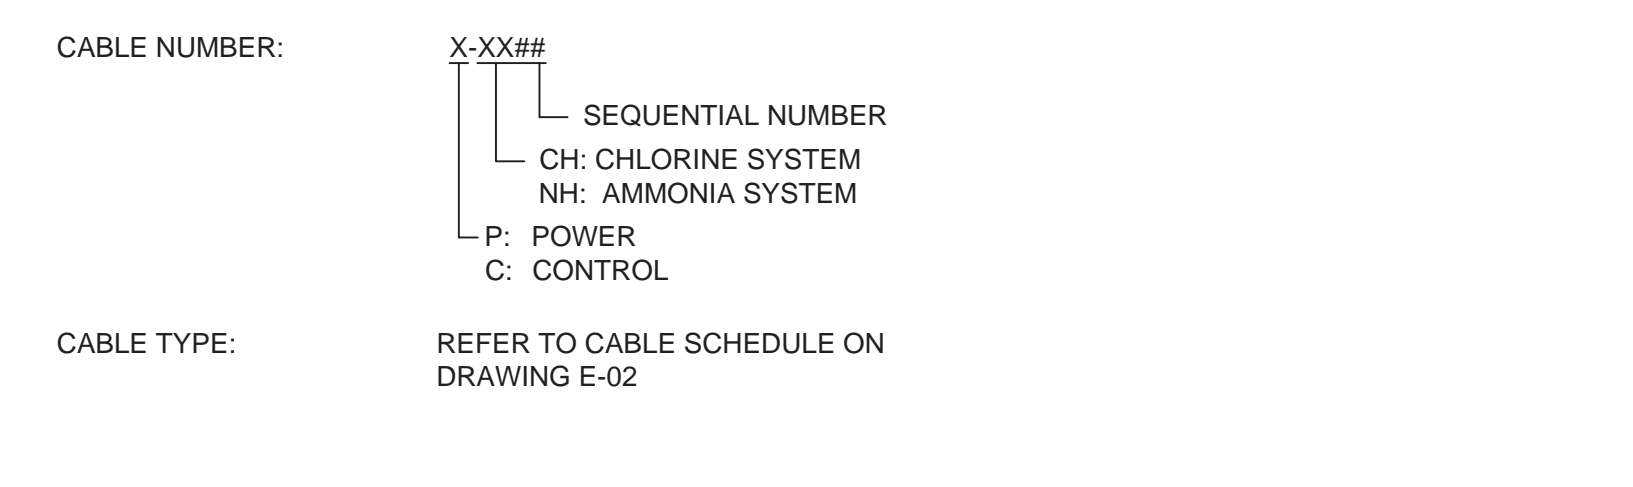 CABLE NUMBER: X-XX##
SEQUENTIAL NUMBER
CH: CHLORINE SYSTEM
NH: AMMONIA SYSTEM
P: POWER
C: CONTROL
CABLE TYPE: REFER TO CABLE SCHEDULE ON
DRAWING E-02